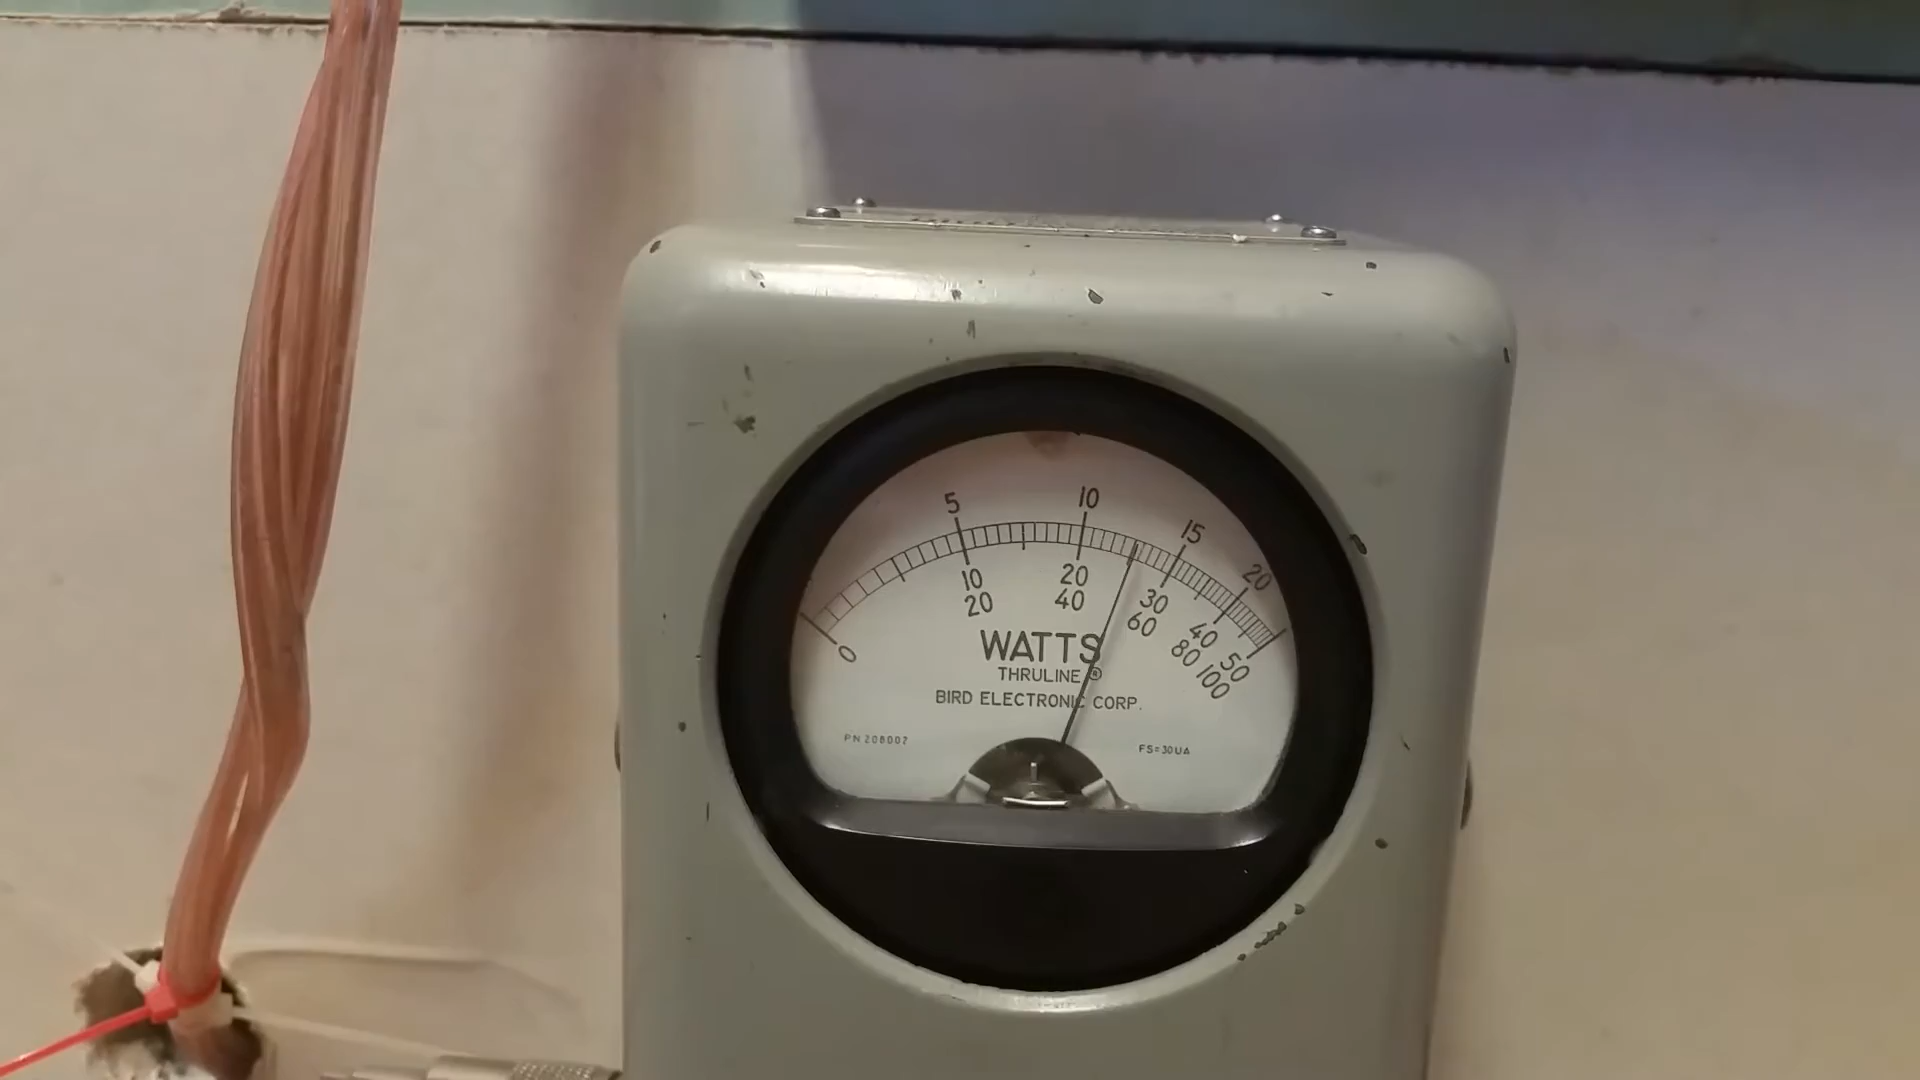 5 10 15 20
0 10 20 30 40 50
20 40 60 80 100
WATTS
THRULINE ®
BIRD ELECTRONIC CORP.
PN 208002 FS=30UA